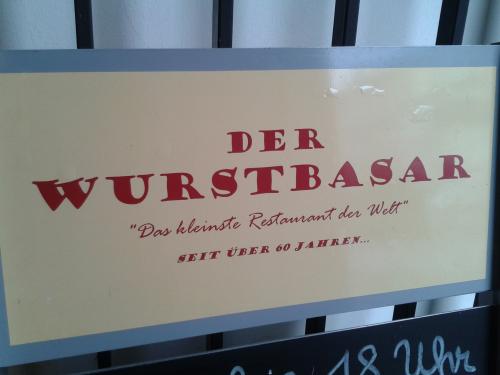 DER
WURSTBASAR
"Das kleinste Restaurant der Welt"
SEIT ÜBER 60 JAHREN...
18 Uhr